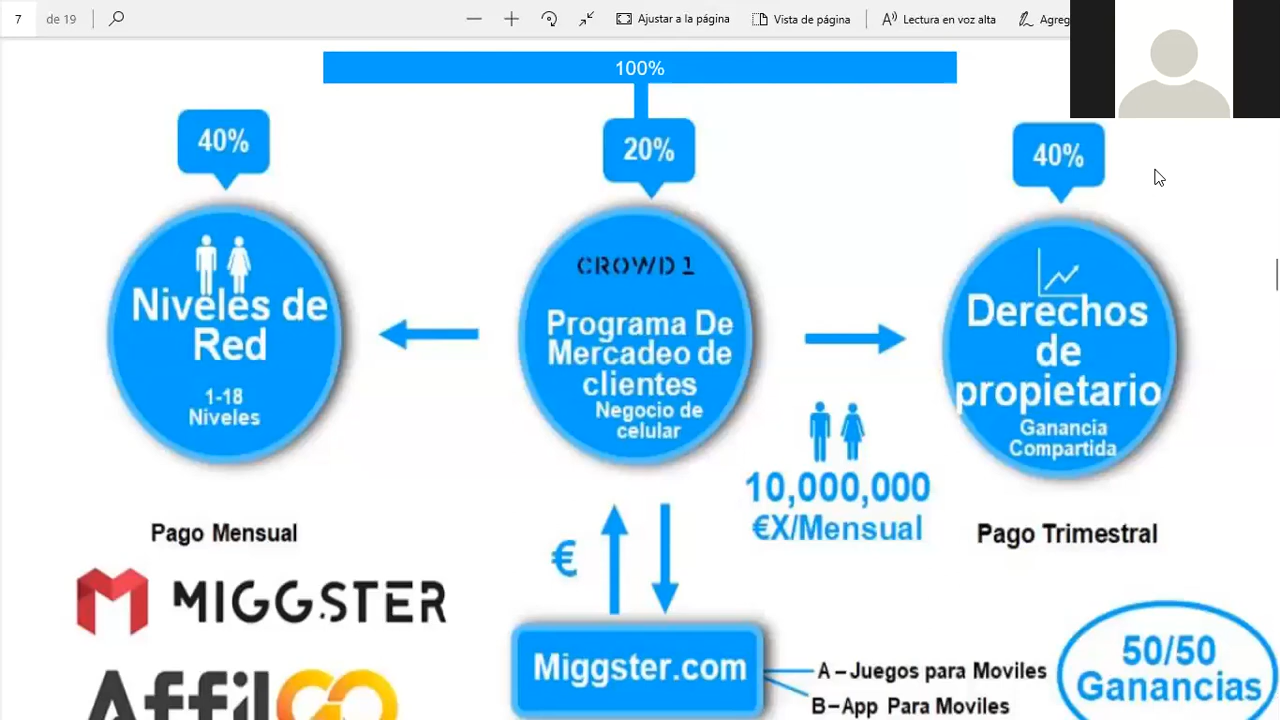 7 de 19
Ajustar a la página
Vista de página
Lectura en voz alta
Agreg
100%
40%
20%
40%
Niveles de
Red
1-18
Niveles
CROWD 1
Programa De
Mercadeo de
clientes
Negocio de
celular
Derechos
de
propietario
Ganancia
Compartida
10,000,000
€X/Mensual
Pago Mensual
Pago Trimestral
€
MIGGSTER
Miggster.com
A – Juegos para Moviles
B – App Para Moviles
50/50
Ganancias
AffilGO